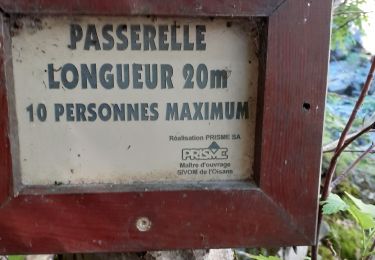 PASSERELLE
LONGUEUR 20m
10 PERSONNES MAXIMUM
Réalisation PRISME SA
PRISME
Maître d'ouvrage
SIVOM de l'Oisans